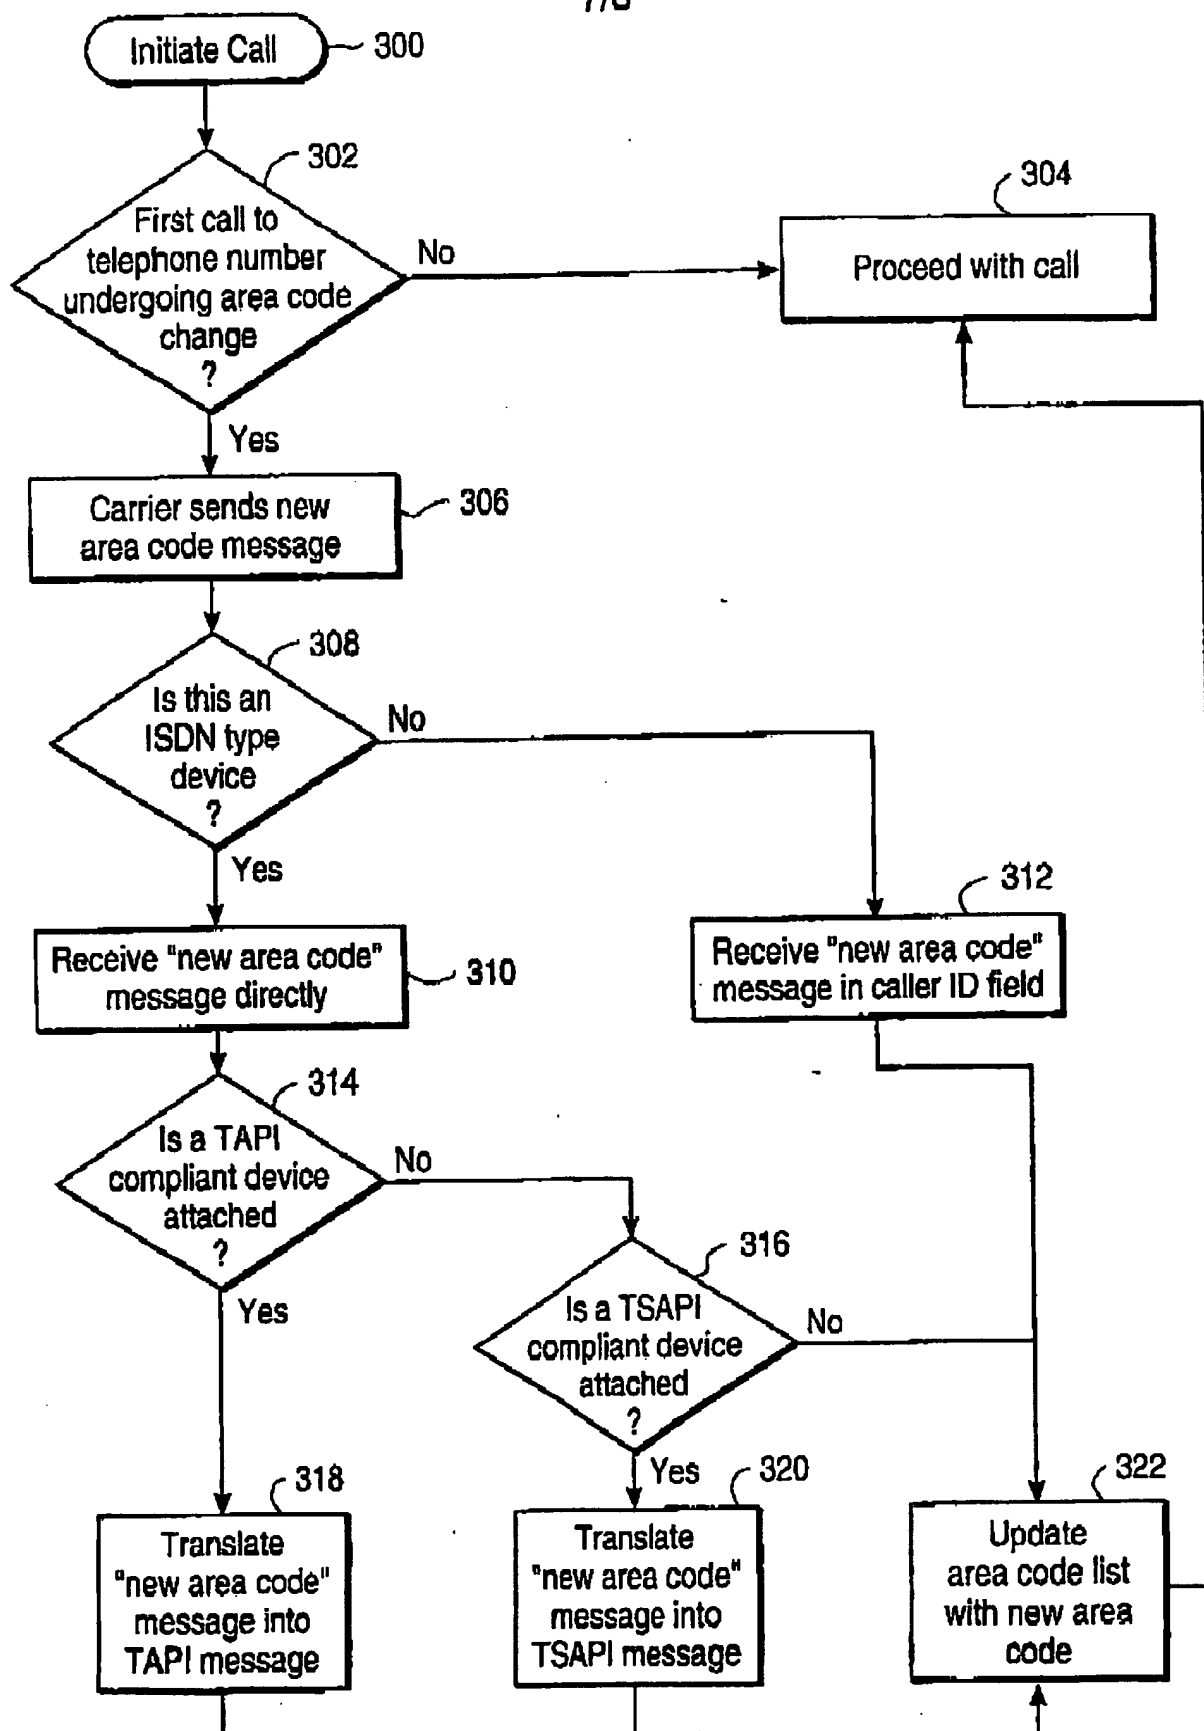 Initiate Call
300
302
First call to
telephone number
undergoing area code
change
?
No
304
Proceed with call
Yes
Carrier sends new
area code message
306
308
Is this an
ISDN type
device
?
No
Yes
Receive "new area code"
message directly
310
312
Receive "new area code"
message in caller ID field
314
Is a TAPI
compliant device
attached
?
No
Yes
316
Is a TSAPI
compliant device
attached
?
No
Yes
318
Translate
"new area code"
message into
TAPI message
320
Translate
"new area code"
message into
TSAPI message
322
Update
area code list
with new area
code